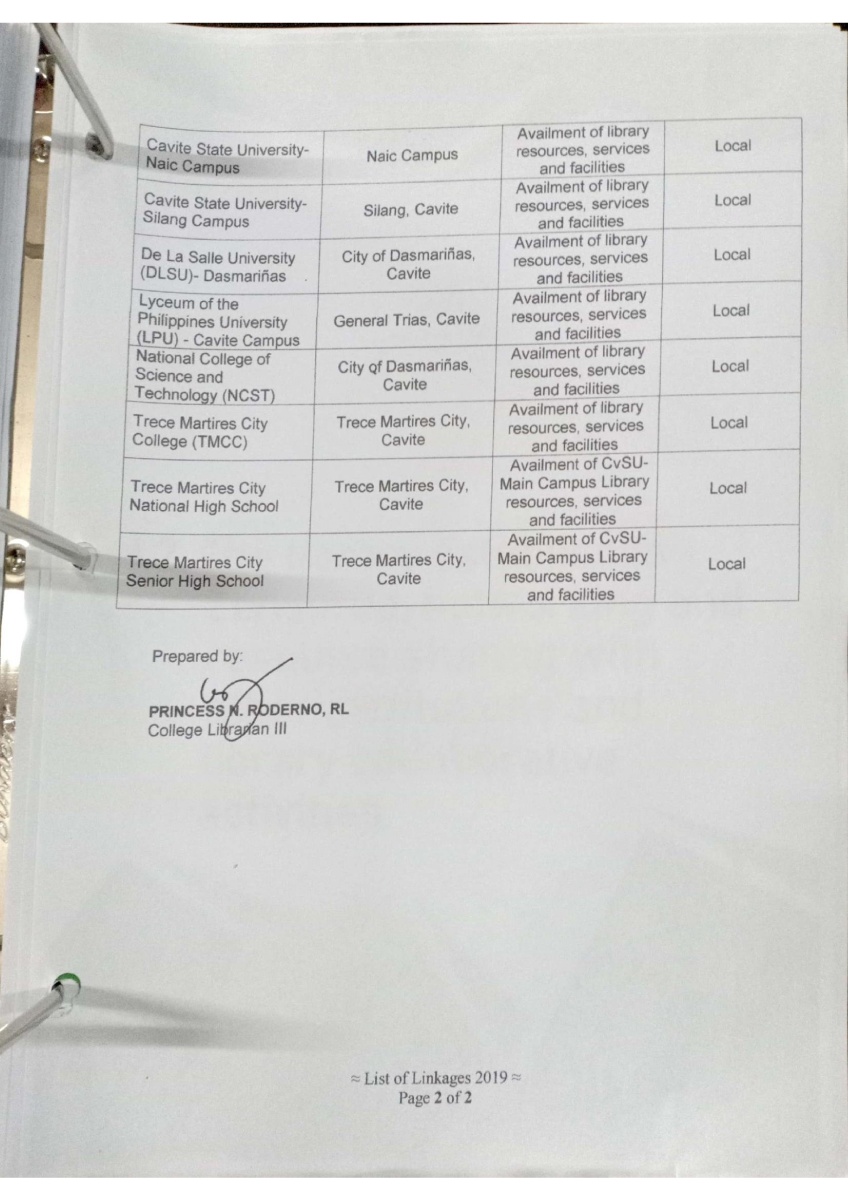 Cavite State University-
Naic Campus
Naic Campus
Availment of library
resources, services
and facilities
Local
Cavite State University-
Silang Campus
Silang, Cavite
Availment of library
resources, services
and facilities
Local
De La Salle University
(DLSU)- Dasmariñas
City of Dasmariñas,
Cavite
Availment of library
resources, services
and facilities
Local
Lyceum of the
Philippines University
(LPU) - Cavite Campus
General Trias, Cavite
Availment of library
resources, services
and facilities
Local
National College of
Science and
Technology (NCST)
City of Dasmariñas,
Cavite
Availment of library
resources, services
and facilities
Local
Trece Martires City
College (TMCC)
Trece Martires City,
Cavite
Availment of library
resources, services
and facilities
Local
Trece Martires City
National High School
Trece Martires City,
Cavite
Availment of CvSU-
Main Campus Library
resources, services
and facilities
Local
Trece Martires City
Senior High School
Trece Martires City,
Cavite
Availment of CvSU-
Main Campus Library
resources, services
and facilities
Local
Prepared by:
PRINCESS N. RODERNO, RL
College Librarian III
≈ List of Linkages 2019 ≈
Page 2 of 2